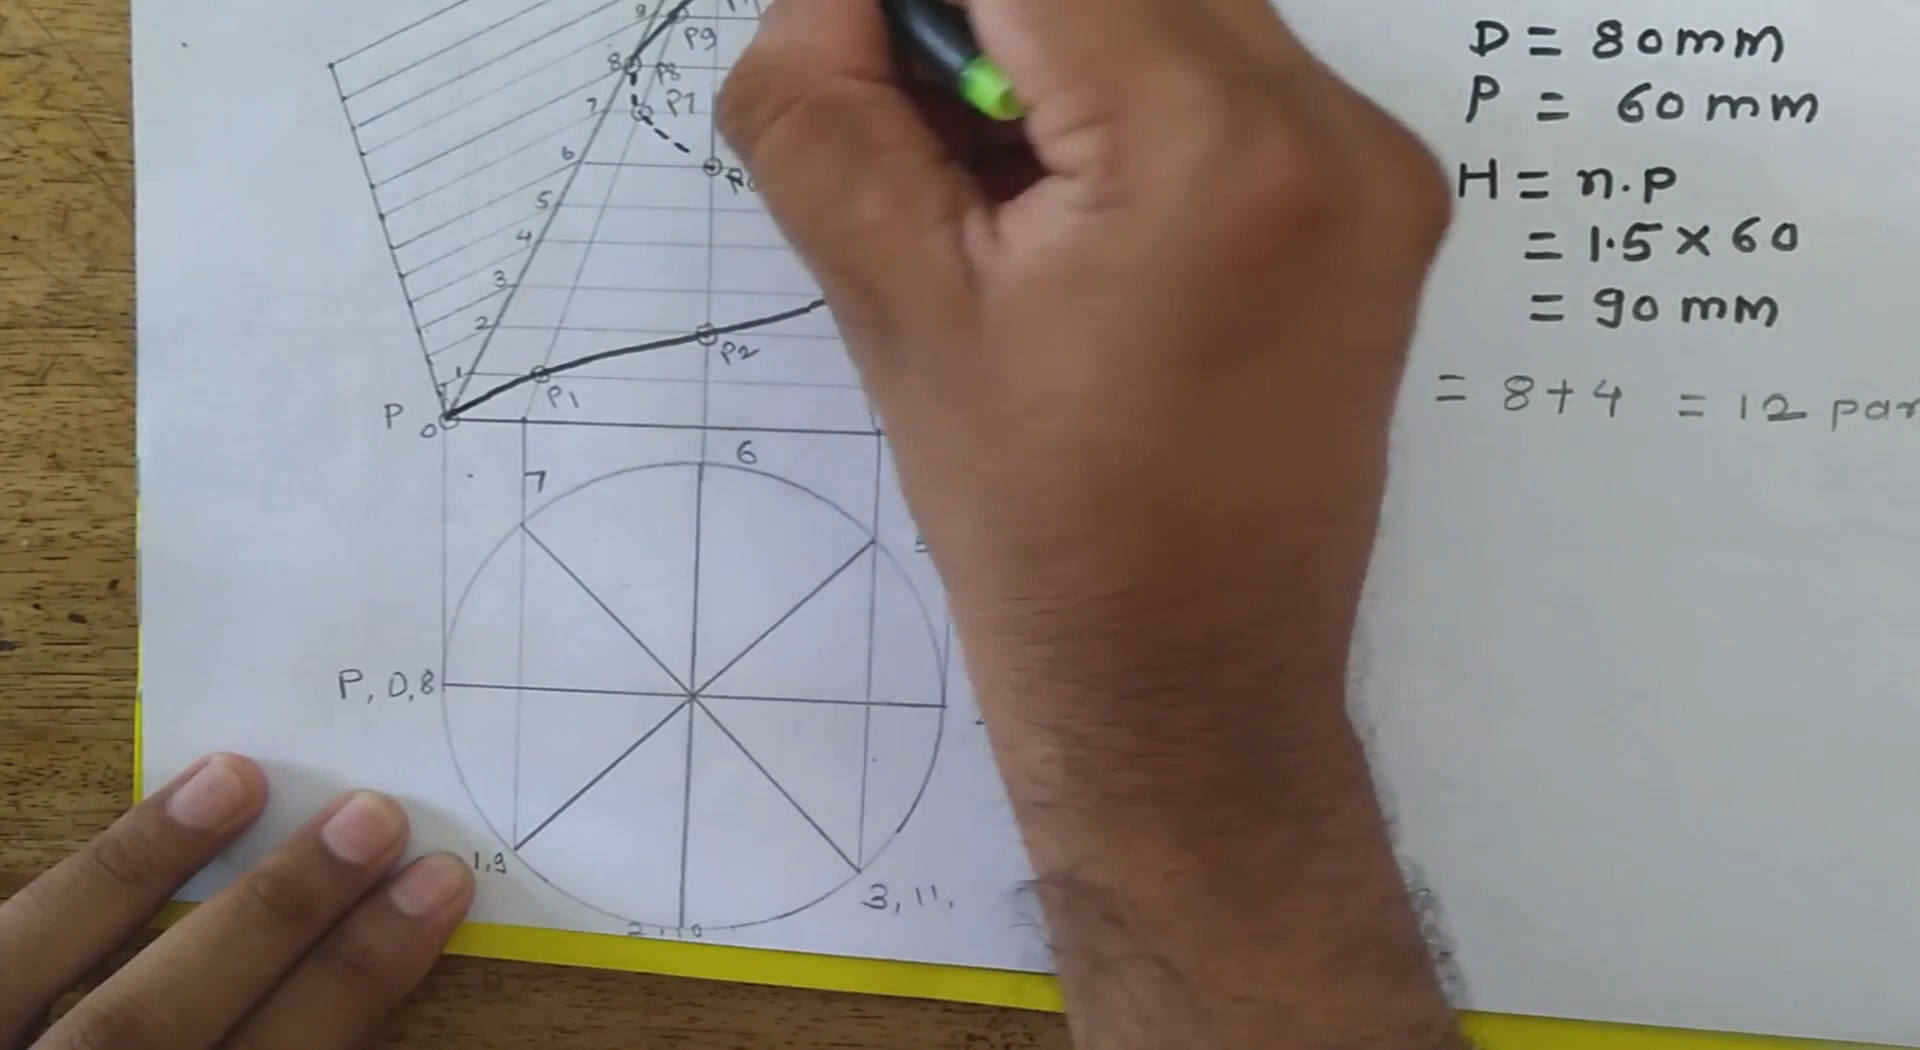 D = 80mm
P = 60 mm
H = n.p
= 1.5 x 60
= 90 mm
= 8+4 = 12
9
P9
8
P8
7
P7
6
5
4
3
2
P2
1
P1
P
0
6
7
P, 0,8
1,9
3, 11,